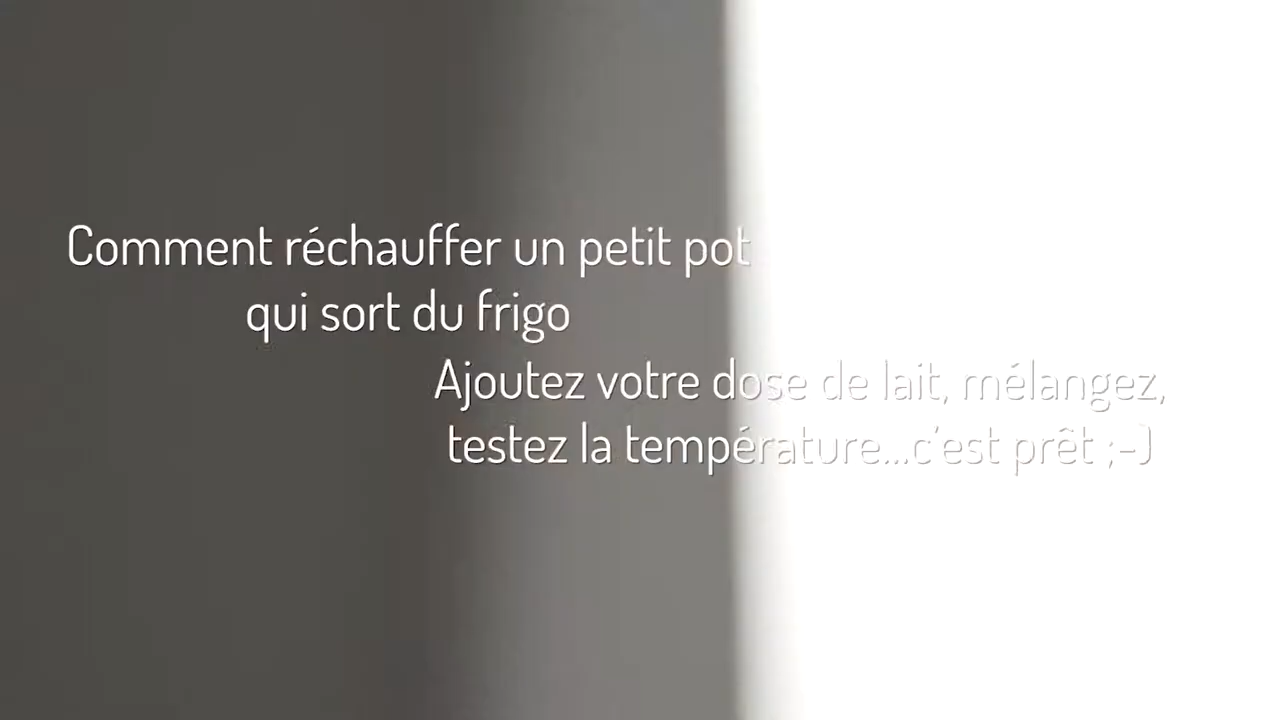 Comment réchauffer un petit pot
qui sort du frigo
Ajoutez votre dose de lait, mélangez,
testez la température...c'est prêt ;-)